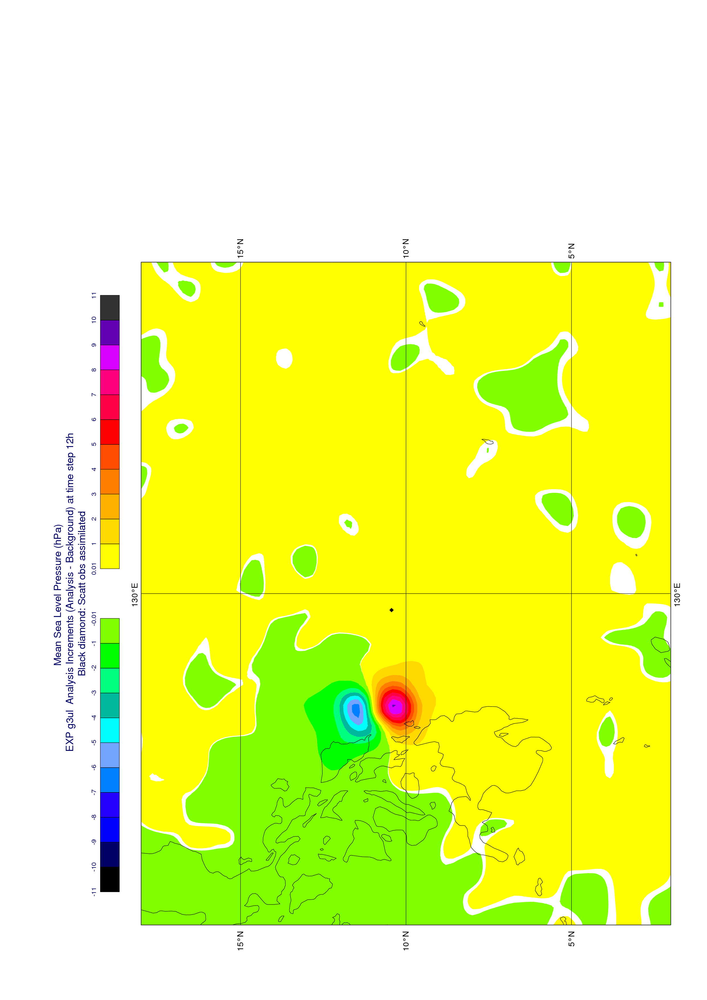 Mean Sea Level Pressure (hPa)
EXP g3ul Analysis Increments (Analysis - Background) at time step 12h
Black diamond: Scatt obs assimilated
-11 -10 -9 -8 -7 -6 -5 -4 -3 -2 -1 -0.01 0.01 1 2 3 4 5 6 7 8 9 10 11
130°E
15°N 15°N
10°N 10°N
5°N 5°N
130°E